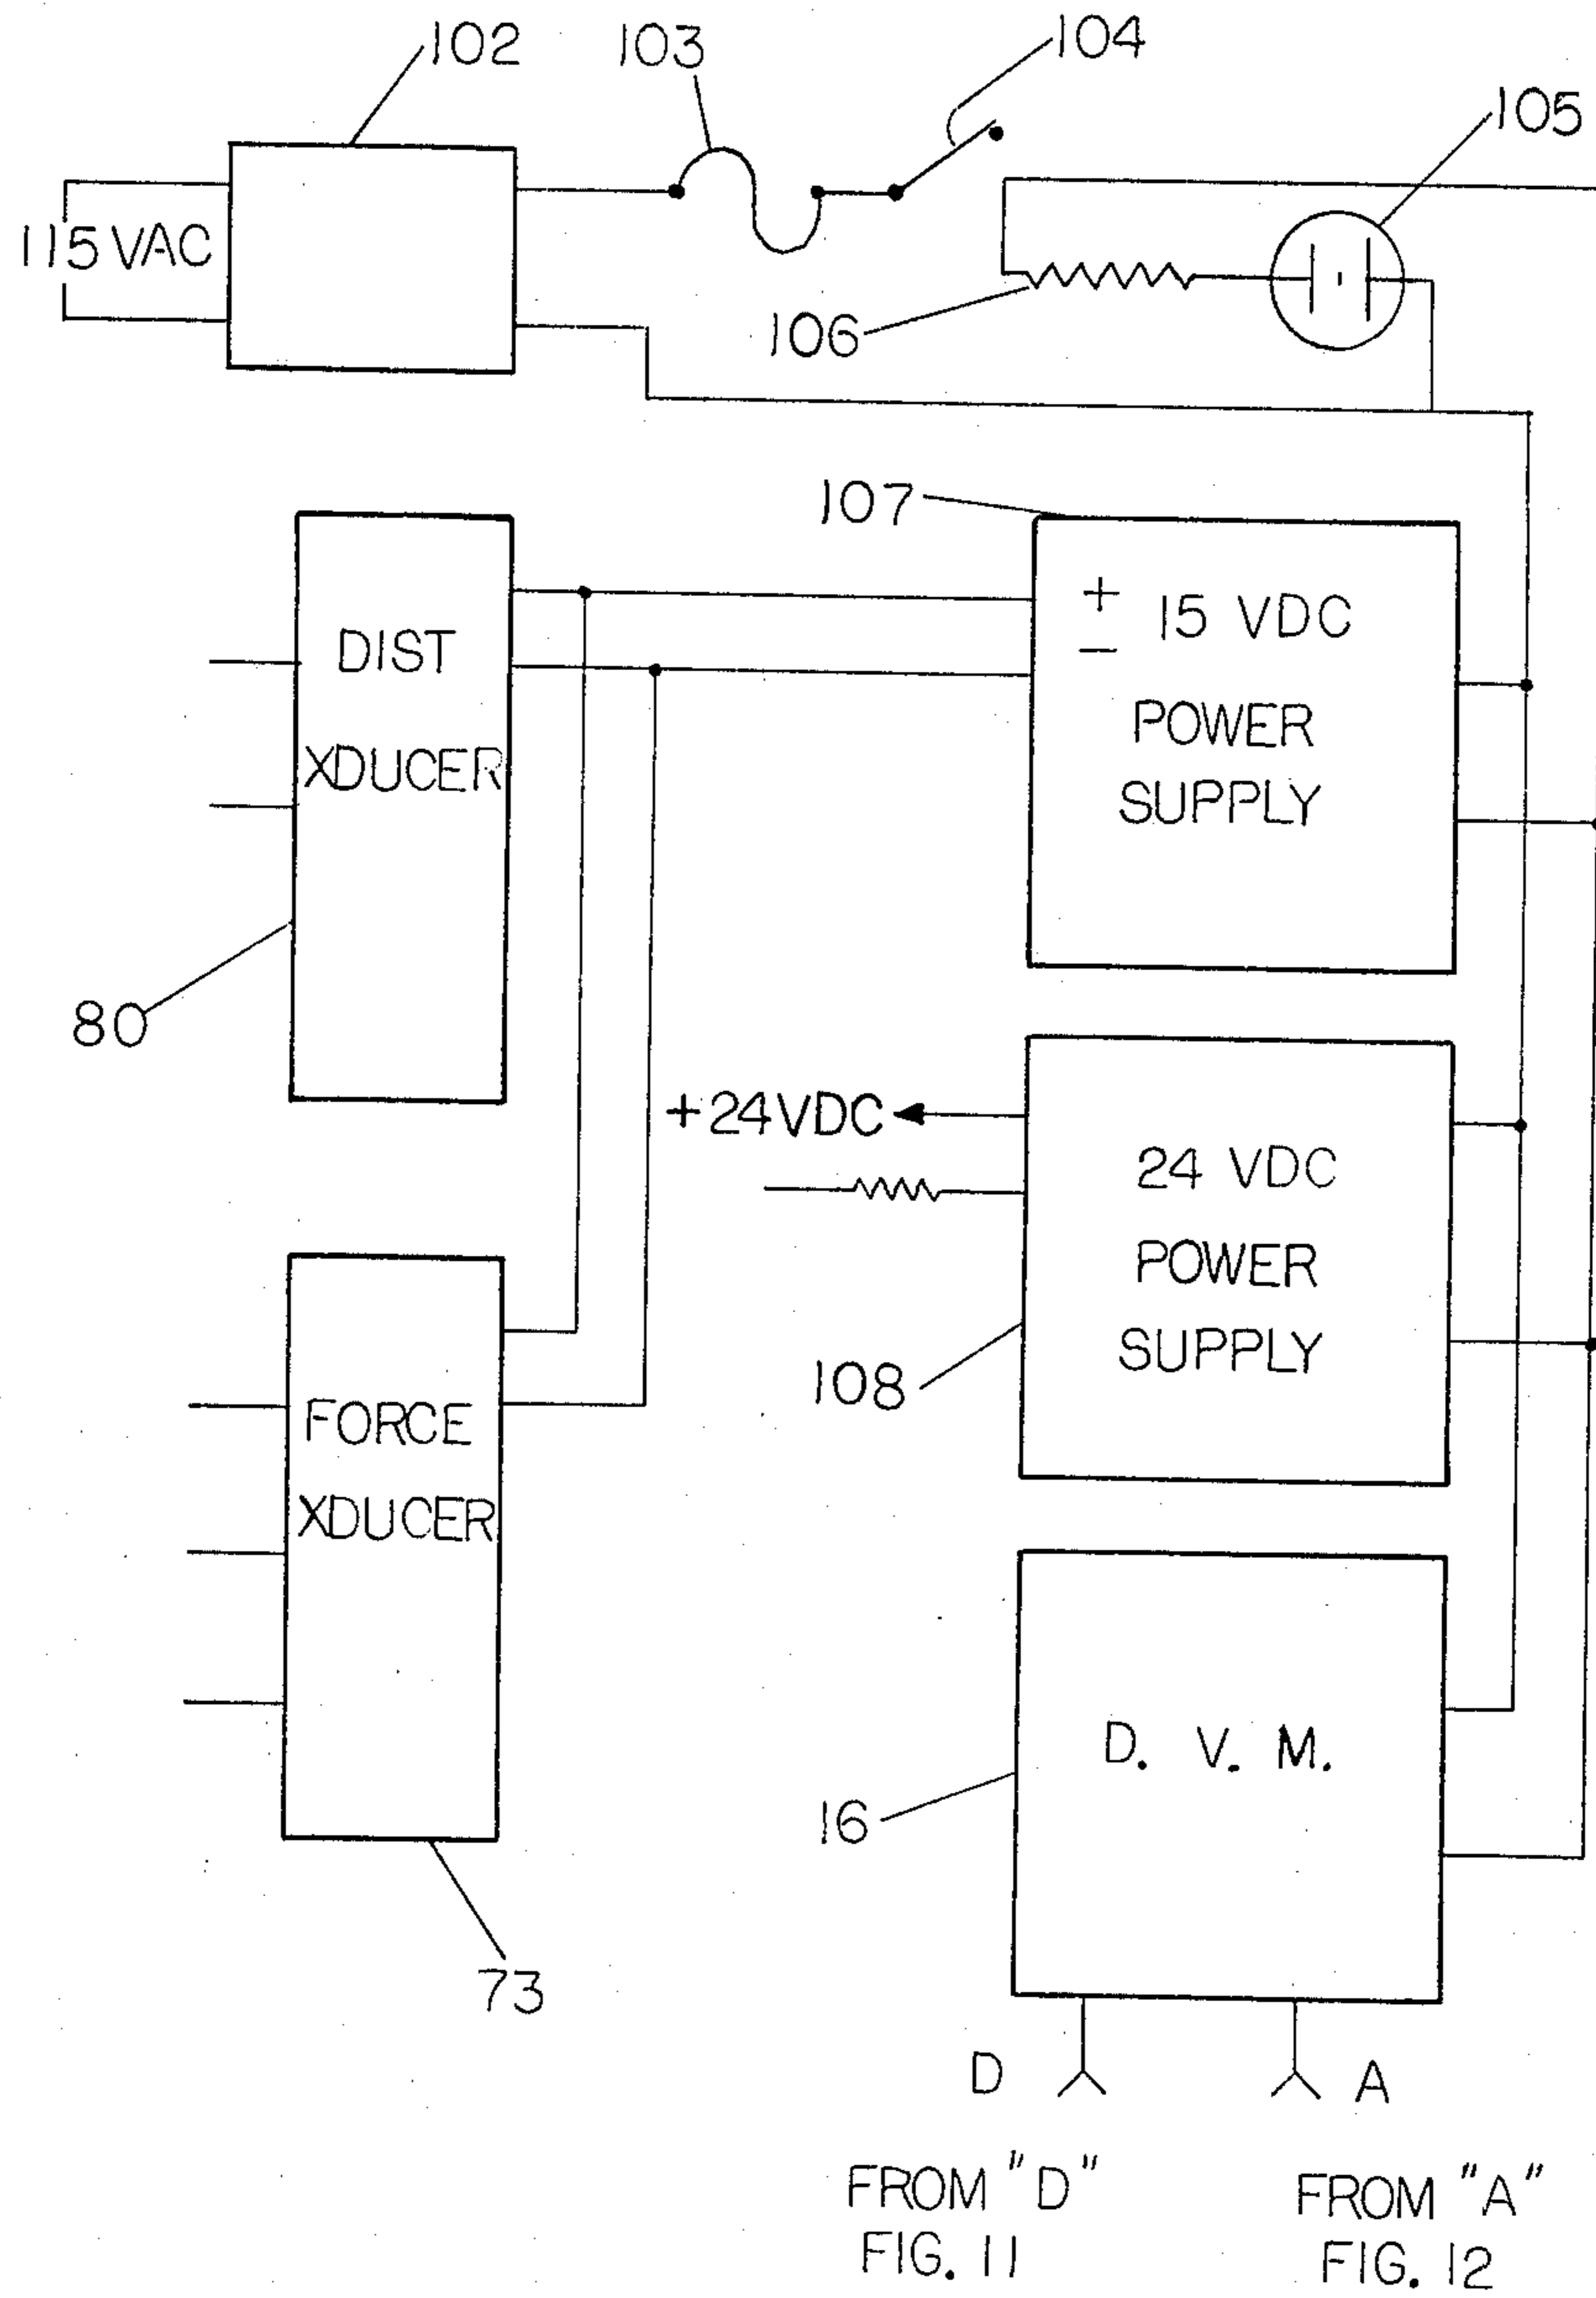 102
103
104
105
115 VAC
106
107
+
−
15 VDC
POWER
SUPPLY
DIST
XDUCER
80
+24VDC
24 VDC
POWER
SUPPLY
108
FORCE
XDUCER
73
D. V. M.
16
D
A
FROM "D"
FIG. 11
FROM "A"
FIG. 12